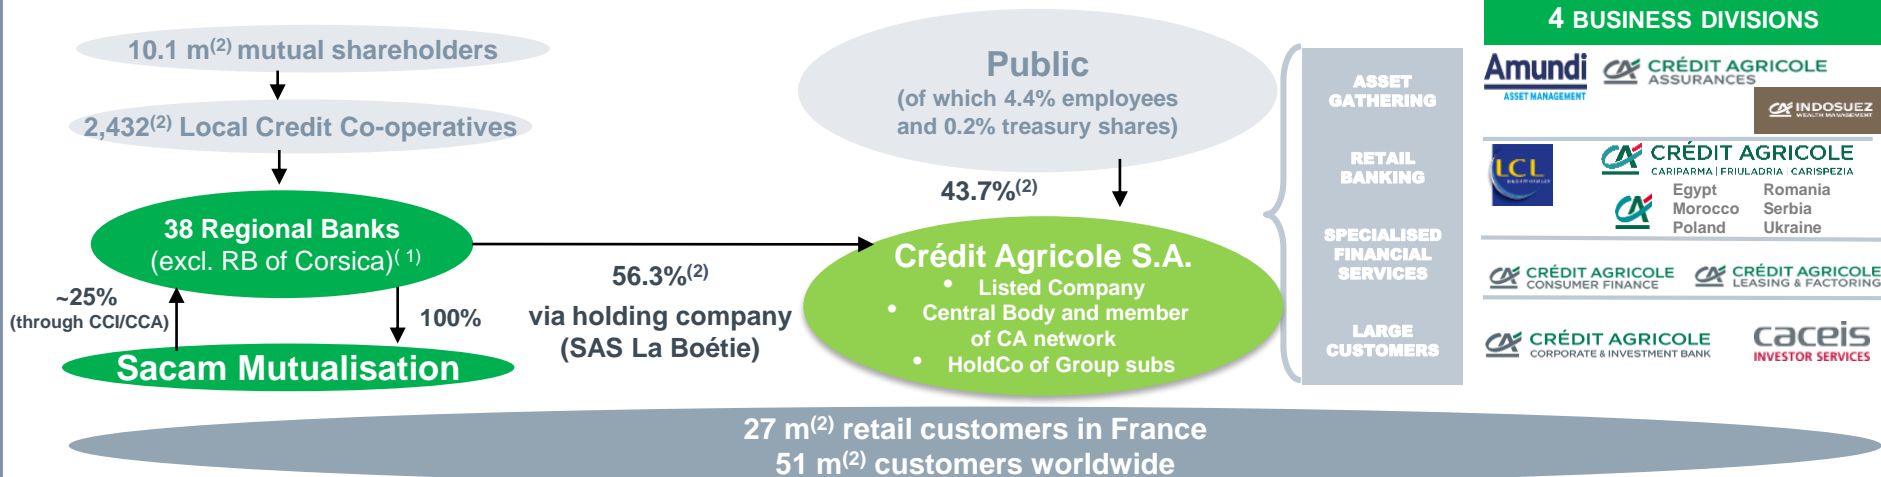 10.1 m(2) mutual shareholders
2,432(2) Local Credit Co-operatives
38 Regional Banks
(excl. RB of Corsica)( 1)
~25%
(through CCI/CCA)
100%
Sacam Mutualisation
56.3%(2)
via holding company
(SAS La Boétie)
Public
(of which 4.4% employees
and 0.2% treasury shares)
43.7%(2)
Crédit Agricole S.A.
• Listed Company
• Central Body and member
of CA network
• HoldCo of Group subs
ASSET
GATHERING
RETAIL
BANKING
SPECIALISED
FINANCIAL
SERVICES
LARGE
CUSTOMERS
4 BUSINESS DIVISIONS
Amundi
ASSET MANAGEMENT
CRÉDIT AGRICOLE
ASSURANCES
INDOSUEZ
WEALTH MANAGEMENT
LCL
CRÉDIT AGRICOLE
CARIPARMA | FRIULADRIA | CARISPEZIA
Egypt Romania
Morocco Serbia
Poland Ukraine
CRÉDIT AGRICOLE
CONSUMER FINANCE
CRÉDIT AGRICOLE
LEASING & FACTORING
CRÉDIT AGRICOLE
CORPORATE & INVESTMENT BANK
caceis
INVESTOR SERVICES
27 m(2) retail customers in France
51 m(2) customers worldwide